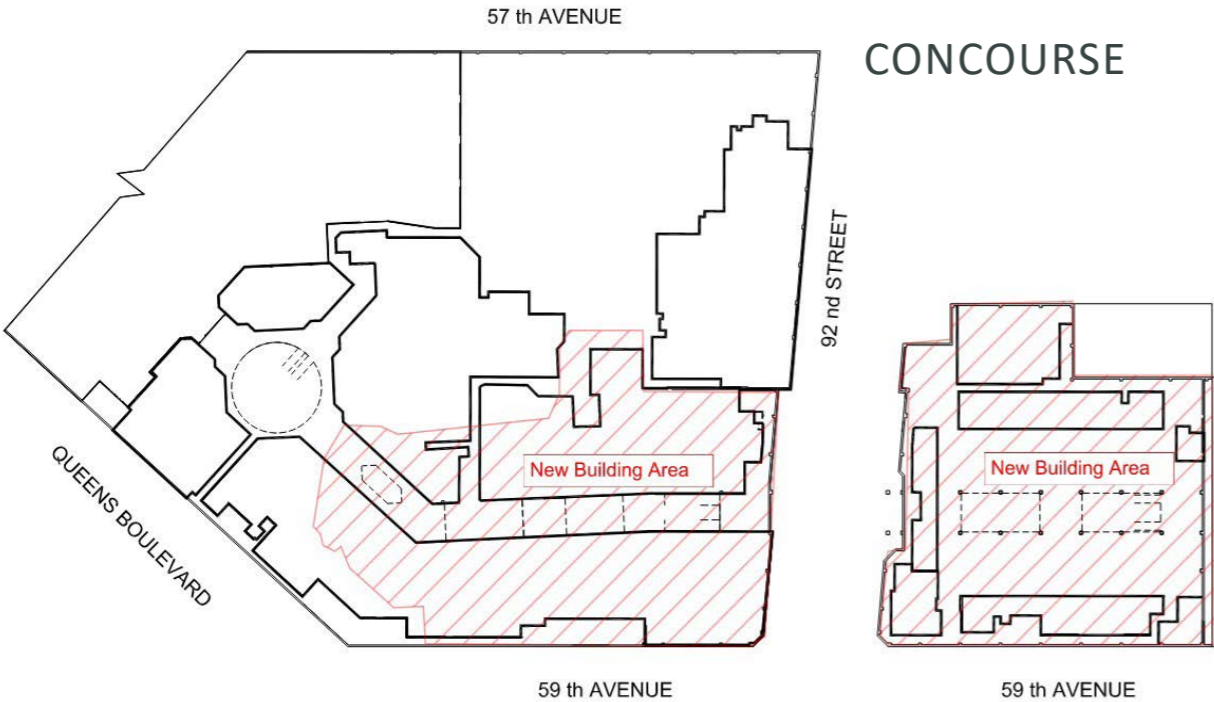 57 th AVENUE
CONCOURSE
92 nd STREET
QUEENS BOULEVARD
New Building Area
New Building Area
59 th AVENUE
59 th AVENUE